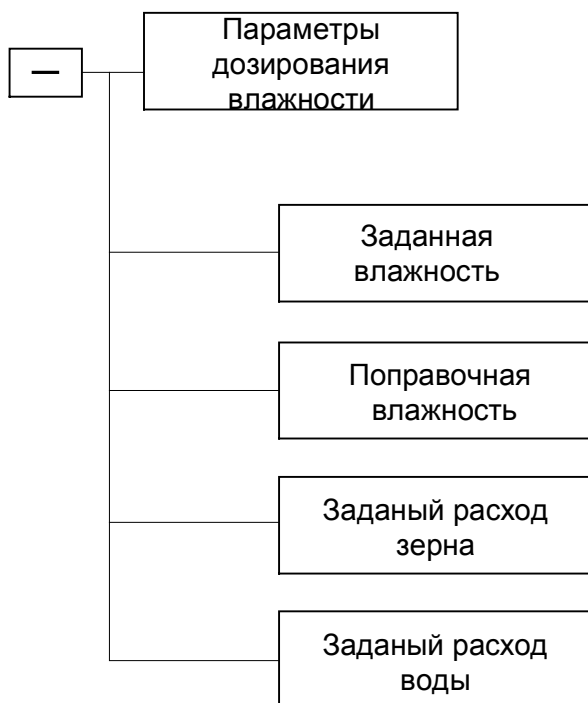 Параметры
дозирования
влажности
—
Заданная
влажность
Поправочная
влажность
Заданый расход
зерна
Заданый расход
воды